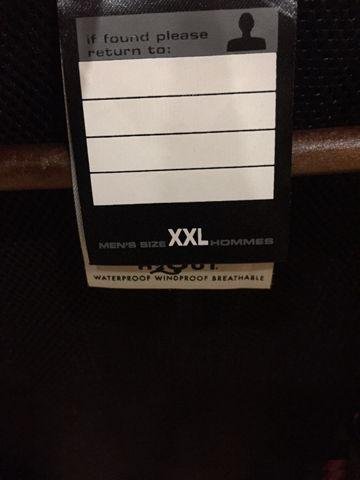 if found please
return to:
MEN'S SIZE XXL HOMMES
WATERPROOF WINDPROOF BREATHABLE